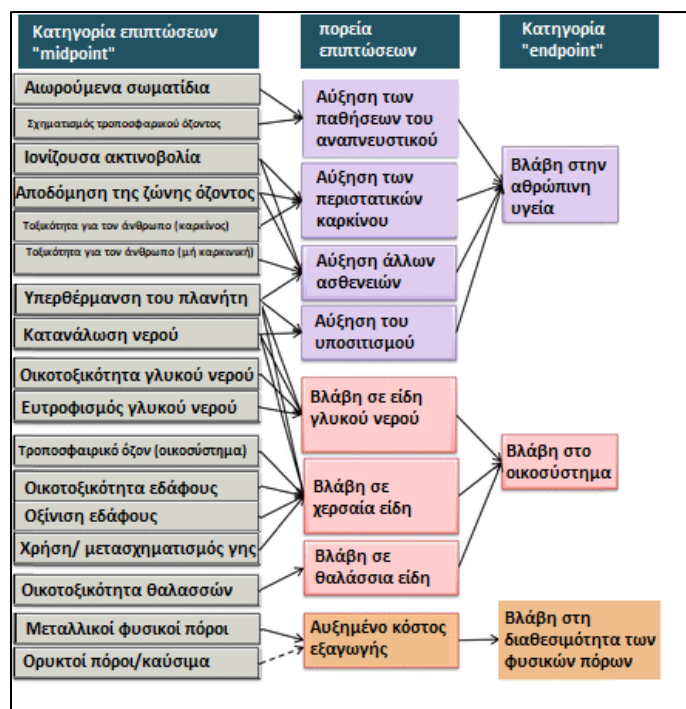 Κατηγορία επιπτώσεων
"midpoint"
πορεία
επιπτώσεων
Κατηγορία
"endpoint"
Αιωρούμενα σωματίδια
Σχηματισμός τροποσφαρικού όζοντος
Ιονίζουσα ακτινοβολία
Αποδόμηση της ζώνης όζοντος
Τοξικότητα για τον άνθρωπο (καρκίνος)
Τοξικότητα για τον άνθρωπο (μή καρκινική)
Υπερθέρμανση του πλανήτη
Κατανάλωση νερού
Οικοτοξικότητα γλυκού νερού
Ευτροφισμός γλυκού νερού
Τροποσφαιρικό όζον (οικοσύστημα)
Οικοτοξικότητα εδάφους
Οξίνιση εδάφους
Χρήση/ μετασχηματισμός γης
Οικοτοξικότητα θαλασσών
Μεταλλικοί φυσικοί πόροι
Ορυκτοί πόροι/καύσιμα
Αύξηση των
παθήσεων του
αναπνευστικού
Αύξηση των
περιστατικών
καρκίνου
Αύξηση άλλων
ασθενειών
Αύξηση του
υποσιτισμού
Βλάβη σε είδη
γλυκού νερού
Βλάβη σε
χερσαία είδη
Βλάβη σε
θαλάσσια είδη
Αυξημένο κόστος
εξαγωγής
Βλάβη στην
αθρώπινη
υγεία
Βλάβη στο
οικοσύστημα
Βλάβη στη
διαθεσιμότητα των
φυσικών πόρων